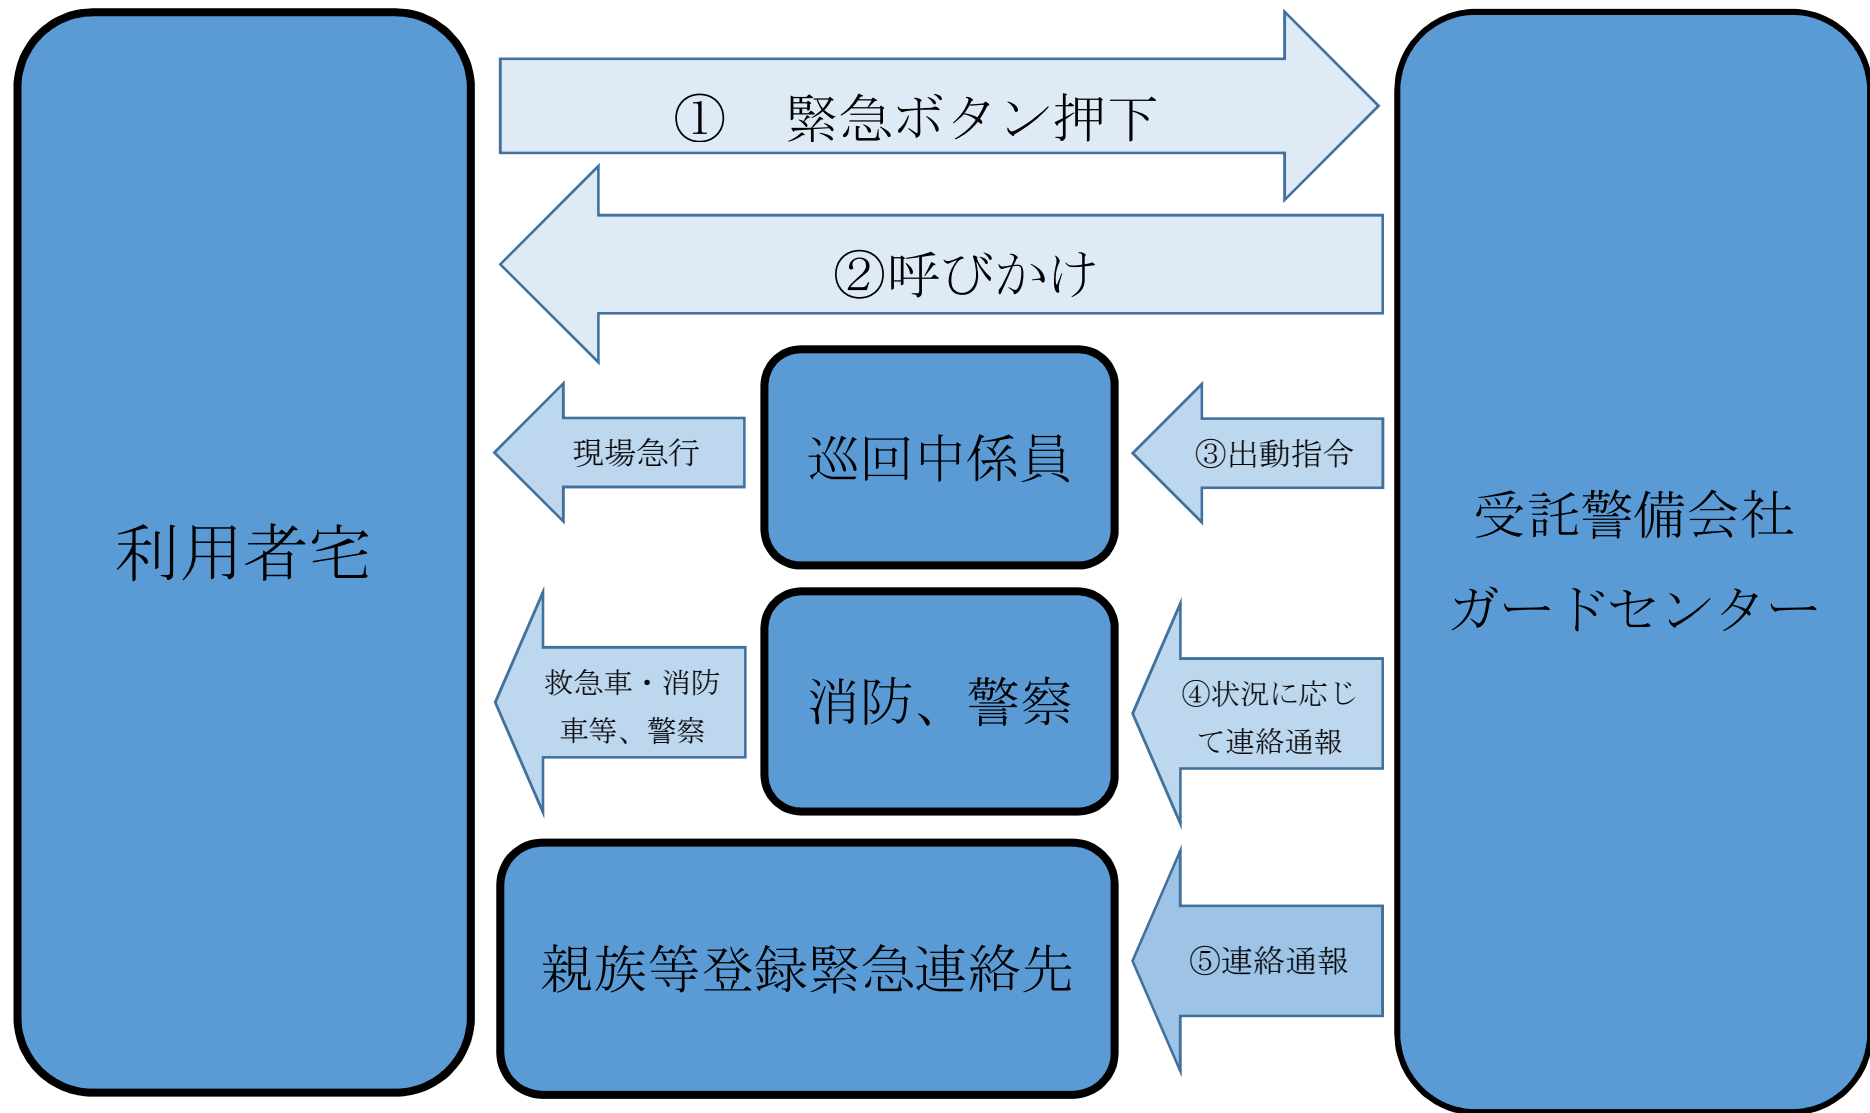 利用者宅
①　緊急ボタン押下
②呼びかけ
現場急行
巡回中係員
③出動指令
救急車・消防
車等、警察
消防、警察
④状況に応じ
て連絡通報
親族等登録緊急連絡先
⑤連絡通報
受託警備会社
ガードセンター